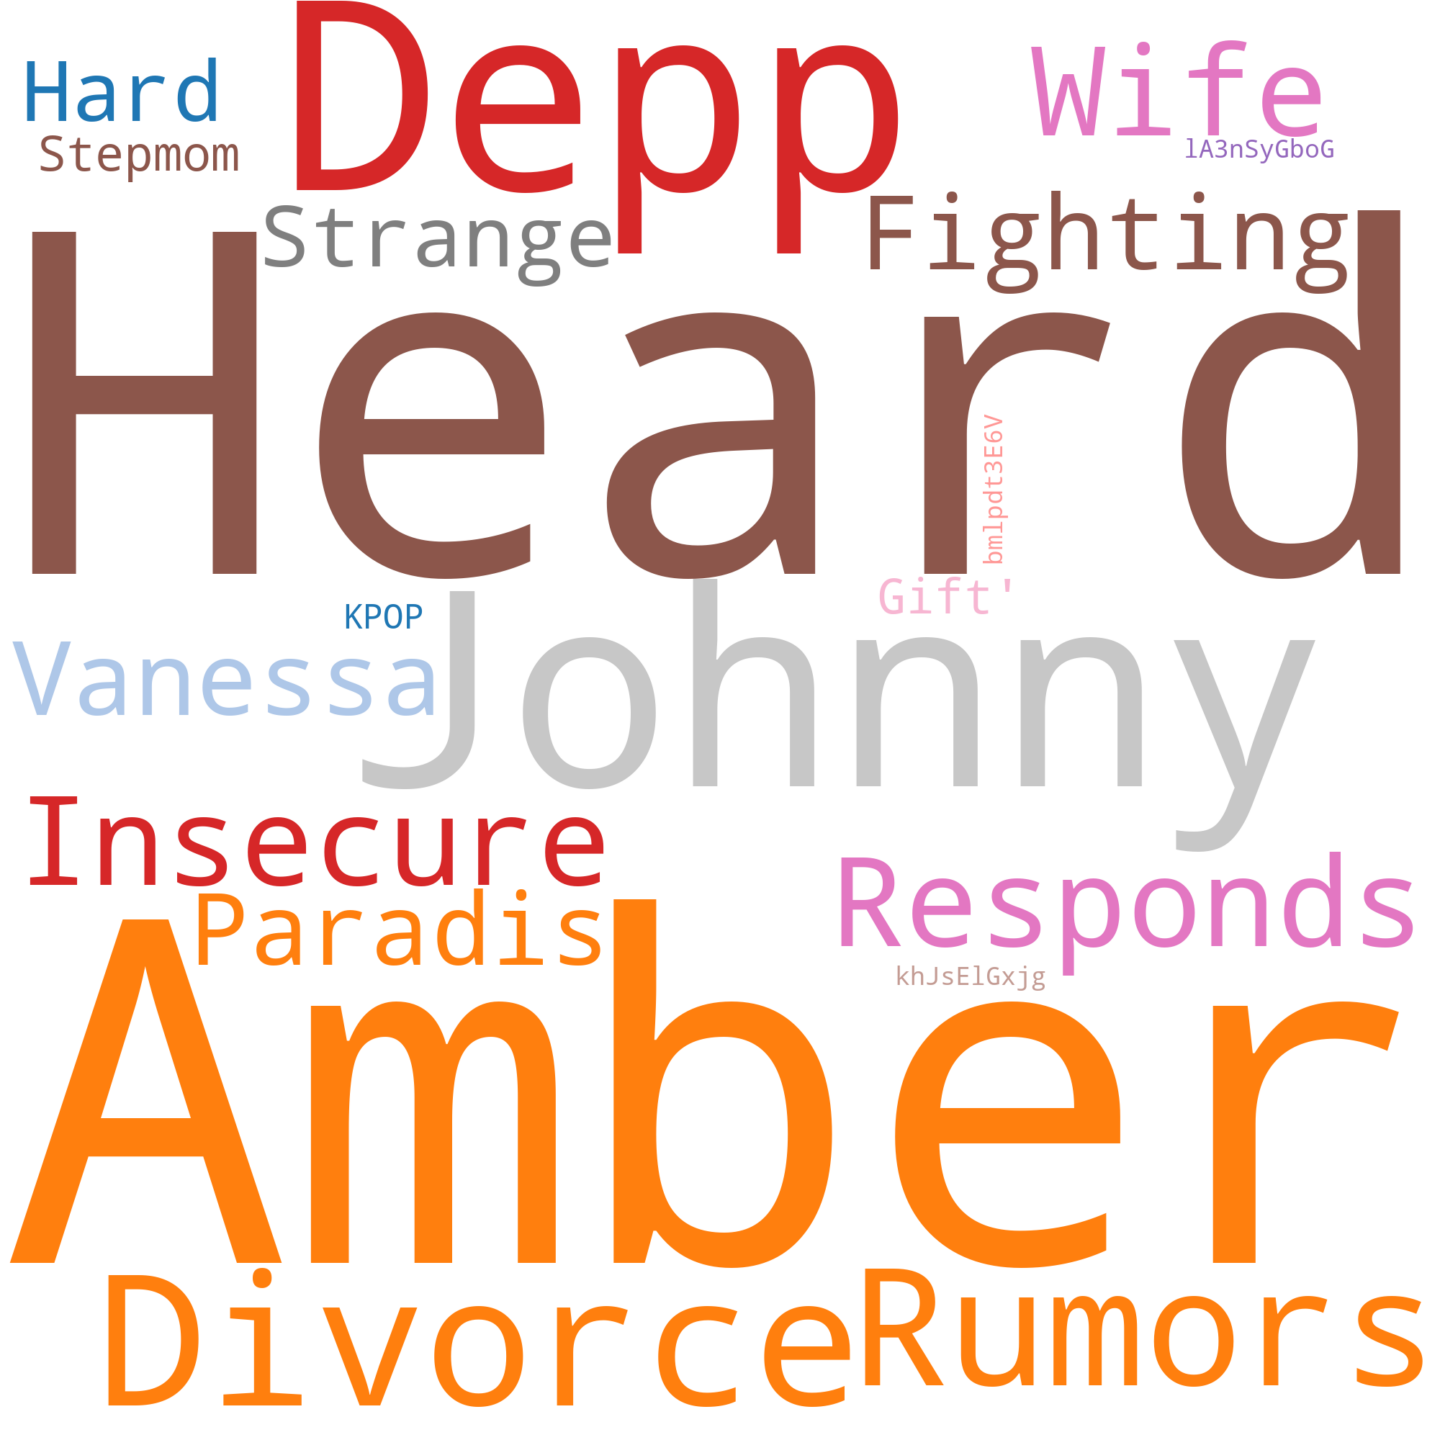 Depp
Hard
Wife
Stepmom
lA3nSyGboG
Strange
Fighting
Heard
bmlpdt3E6V
Gift'
KPOP
Johnny
Vanessa
Insecure
Responds
Paradis
khJsElGxjg
Amber
Divorce
Rumors